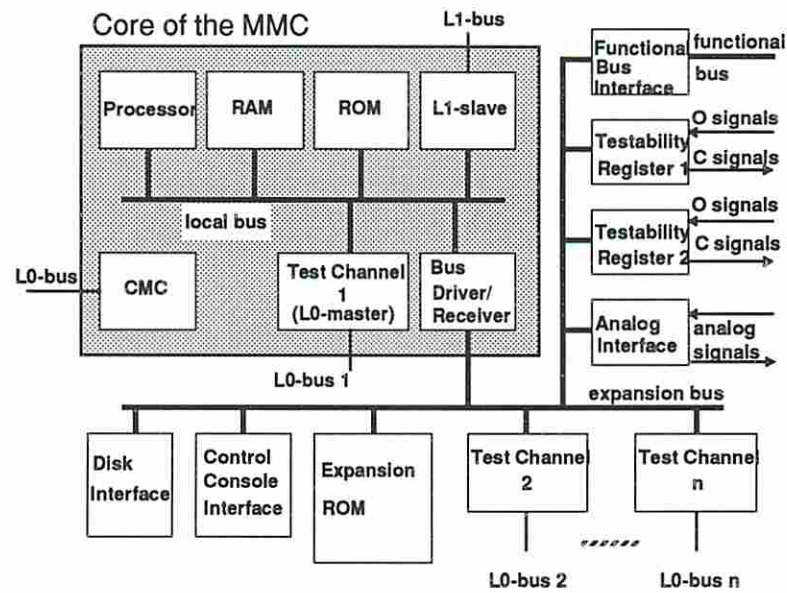 Core of the MMC
L1-bus
Processor
RAM
ROM
L1-slave
local bus
L0-bus
CMC
Test Channel
1
(L0-master)
Bus
Driver/
Receiver
L0-bus 1
Functional
Bus
Interface
functional
bus
Testability
Register 1
O signals
C signals
Testability
Register 2
O signals
C signals
Analog
Interface
analog
signals
expansion bus
Disk
Interface
Control
Console
Interface
Expansion
ROM
Test Channel
2
Test Channel
n
L0-bus 2
L0-bus n